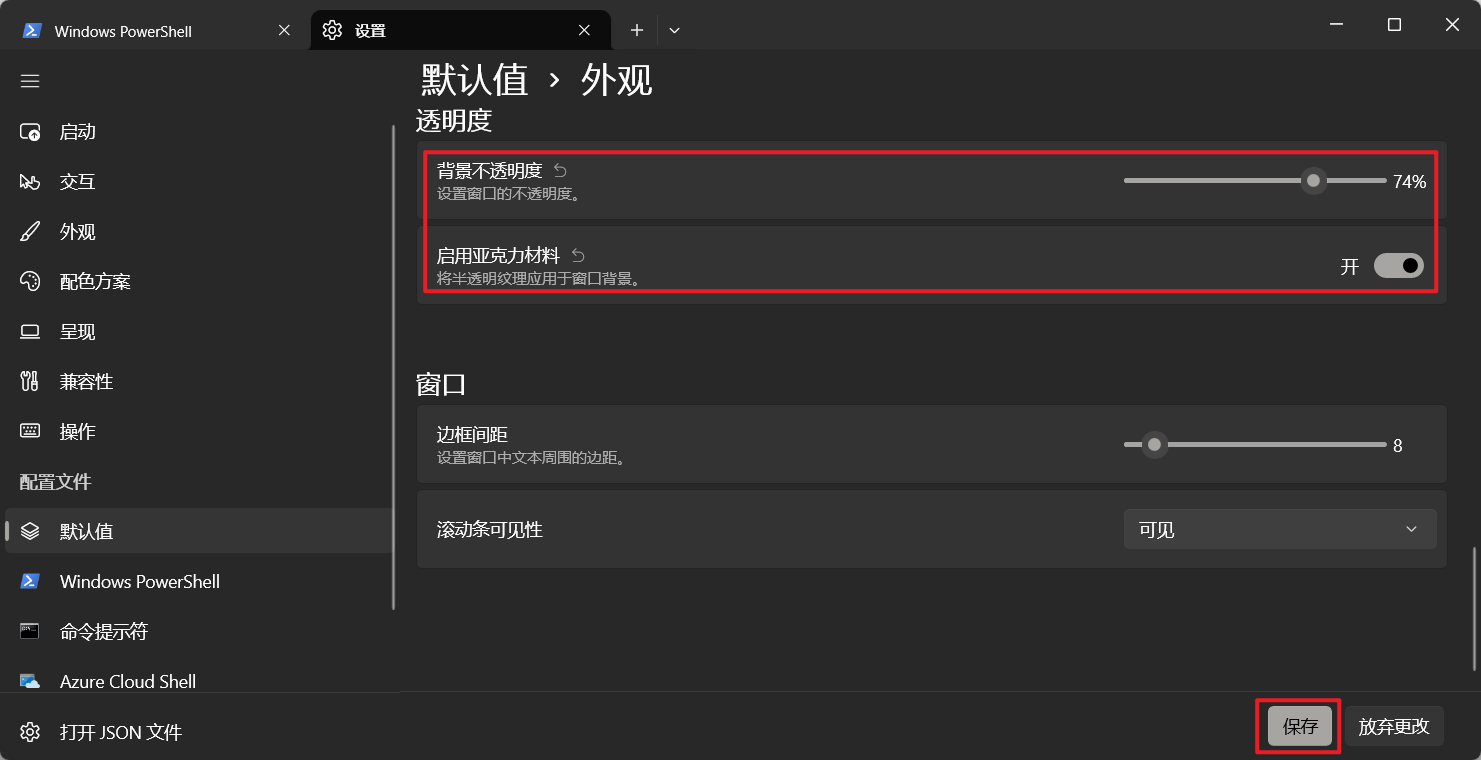 Windows PowerShell
设置
默认值 › 外观
启动
交互
外观
配色方案
呈现
兼容性
操作
配置文件
默认值
Windows PowerShell
命令提示符
Azure Cloud Shell
打开 JSON 文件
透明度
背景不透明度
设置窗口的不透明度。
74%
启用亚克力材料
将半透明纹理应用于窗口背景。
开
窗口
边框间距
设置窗口中文本周围的边距。
8
滚动条可见性
可见
保存
放弃更改